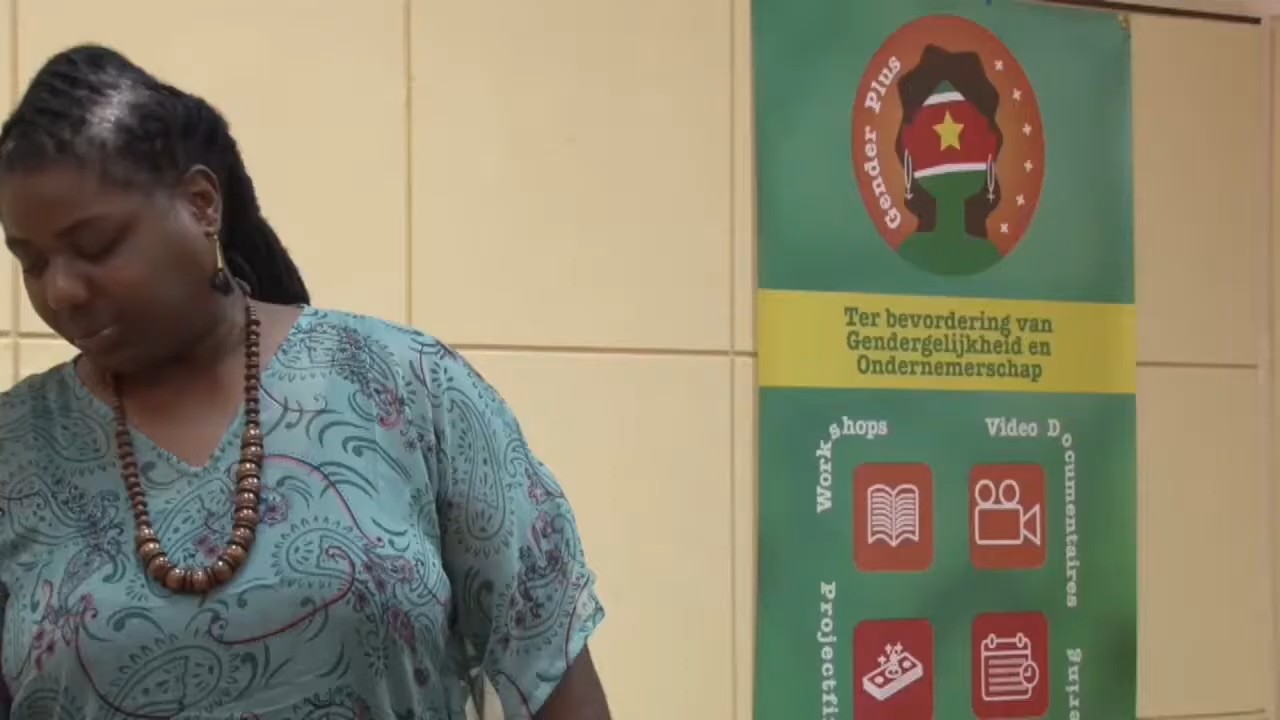 Gender Plus
Ter bevordering van
Gendergelijkheid en
Ondernemerschap
Workshops
Video Documentaires